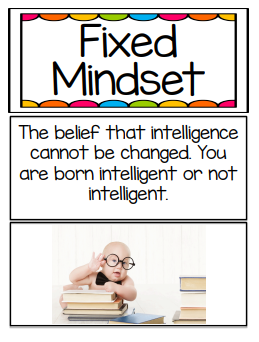 Fixed
Mindset
The belief that intelligence
cannot be changed. You
are born intelligent or not
intelligent.